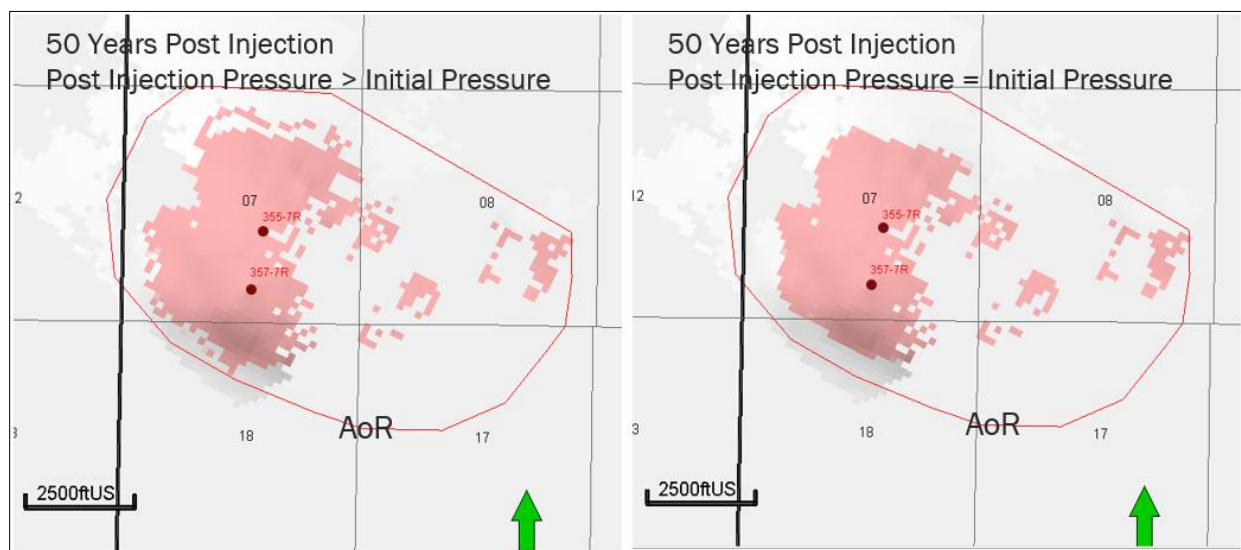 50 Years Post Injection
Post Injection Pressure > Initial Pressure
2
07
08
355-7R
357-7R
3
18
AoR
17
2500ftUS
50 Years Post Injection
Post Injection Pressure = Initial Pressure
12
07
08
355-7R
357-7R
3
18
AoR
17
2500ftUS